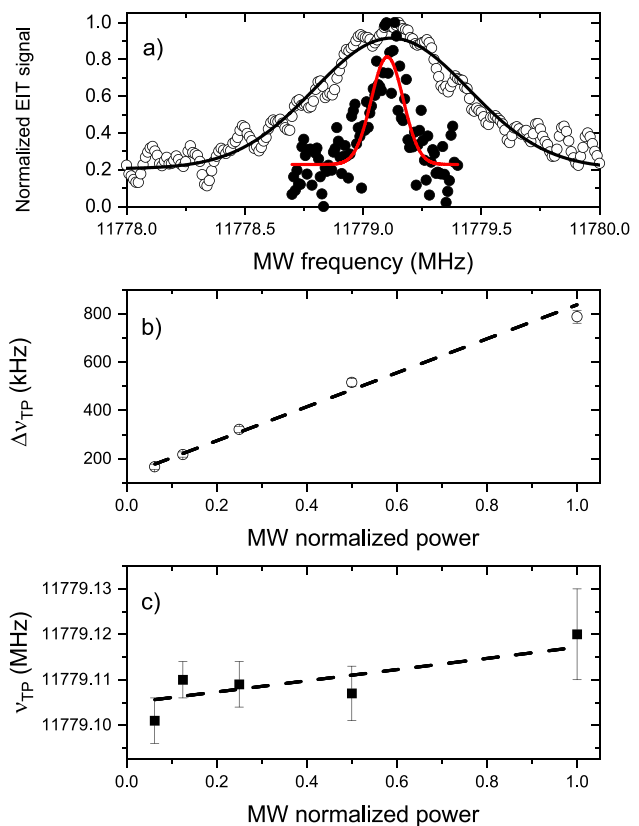 a)
Normalized EIT signal
1.0
0.8
0.6
0.4
0.2
0.0
11778.0 11778.5 11779.0 11779.5 11780.0
MW frequency (MHz)
b)
Δν_TP (kHz)
800
600
400
200
0.0 0.2 0.4 0.6 0.8 1.0
MW normalized power
c)
ν_TP (MHz)
11779.13
11779.12
11779.11
11779.10
0.0 0.2 0.4 0.6 0.8 1.0
MW normalized power